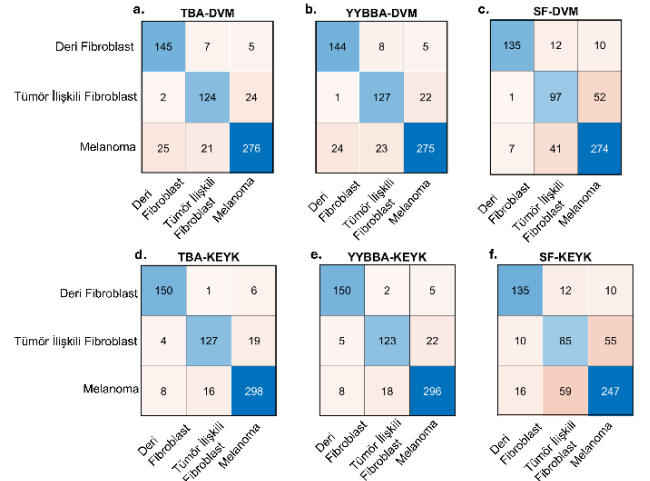 a. TBA-DVM b. YYBBA-DVM c. SF-DVM
Deri Fibroblast 145 7 5 144 8 5 135 12 10
Tümör İlişkili Fibroblast 2 124 24 1 127 22 1 97 52
Melanoma 25 21 276 24 23 275 7 41 274
Deri Fibroblast Tümör İlişkili Fibroblast Melanoma Deri Fibroblast Tümör İlişkili Fibroblast Melanoma Deri Fibroblast Tümör İlişkili Fibroblast Melanoma
d. TBA-KEYK e. YYBBA-KEYK f. SF-KEYK
Deri Fibroblast 150 1 6 150 2 5 135 12 10
Tümör İlişkili Fibroblast 4 127 19 5 123 22 10 85 55
Melanoma 8 16 298 8 18 296 16 59 247
Deri Fibroblast Tümör İlişkili Fibroblast Melanoma Deri Fibroblast Tümör İlişkili Fibroblast Melanoma Deri Fibroblast Tümör İlişkili Fibroblast Melanoma